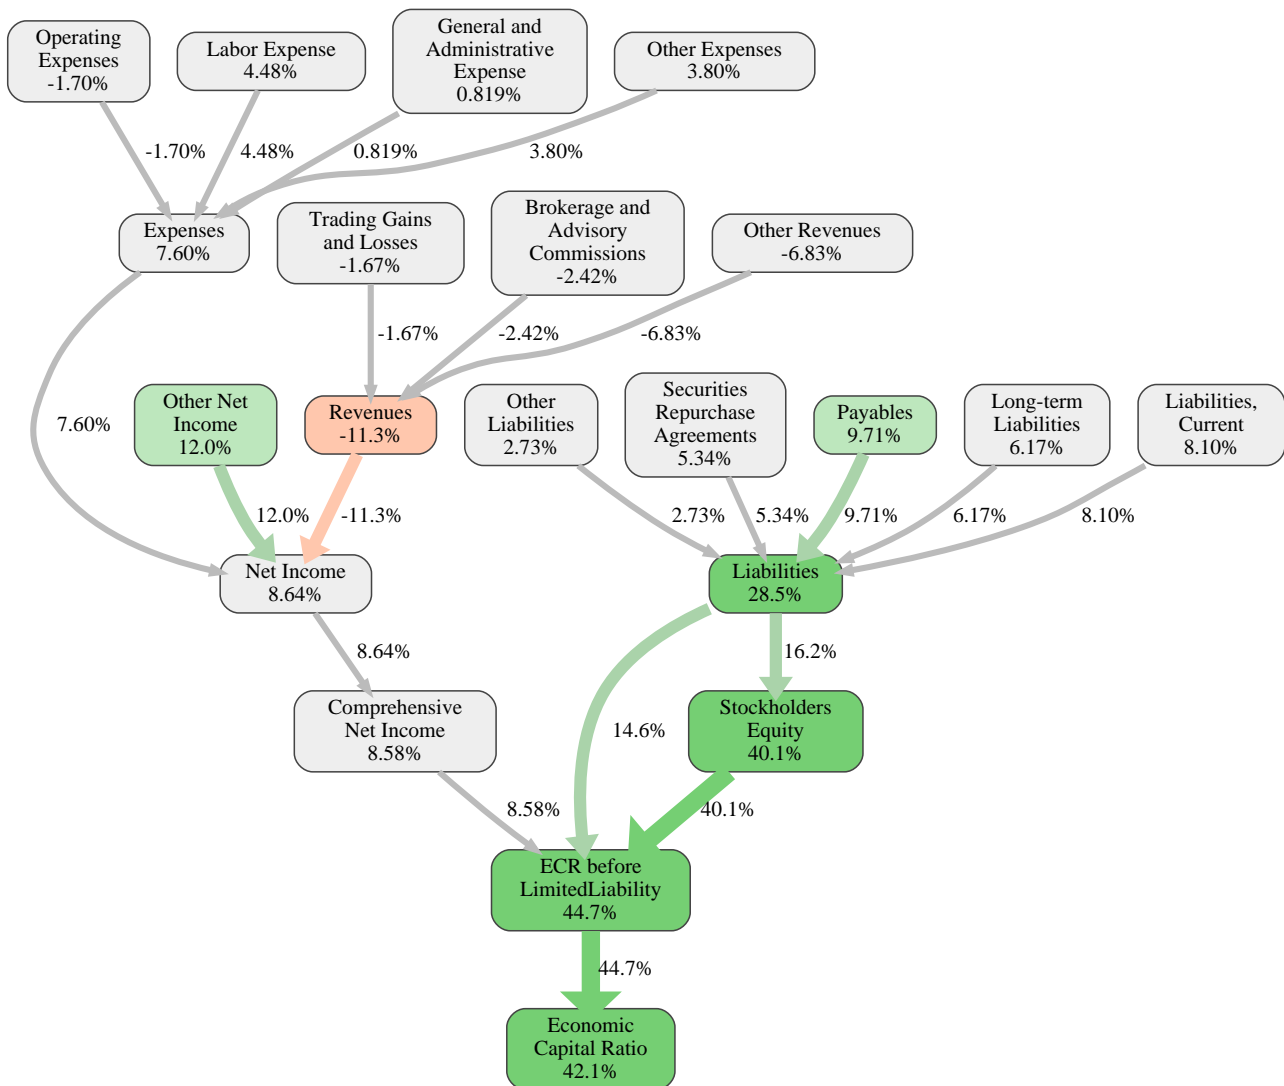 Operating
Expenses
-1.70%
Labor Expense
4.48%
General and
Administrative
Expense
0.819%
Other Expenses
3.80%
-1.70%
4.48%
0.819%
3.80%
Expenses
7.60%
Trading Gains
and Losses
-1.67%
Brokerage and
Advisory
Commissions
-2.42%
Other Revenues
-6.83%
-1.67%
-2.42%
-6.83%
7.60%
Other Net
Income
12.0%
Revenues
-11.3%
Other
Liabilities
2.73%
Securities
Repurchase
Agreements
5.34%
Payables
9.71%
Long-term
Liabilities
6.17%
Liabilities,
Current
8.10%
12.0%
-11.3%
2.73%
5.34%
9.71%
6.17%
8.10%
Net Income
8.64%
Liabilities
28.5%
8.64%
16.2%
Comprehensive
Net Income
8.58%
14.6%
Stockholders
Equity
40.1%
8.58%
40.1%
ECR before
LimitedLiability
44.7%
44.7%
Economic
Capital Ratio
42.1%